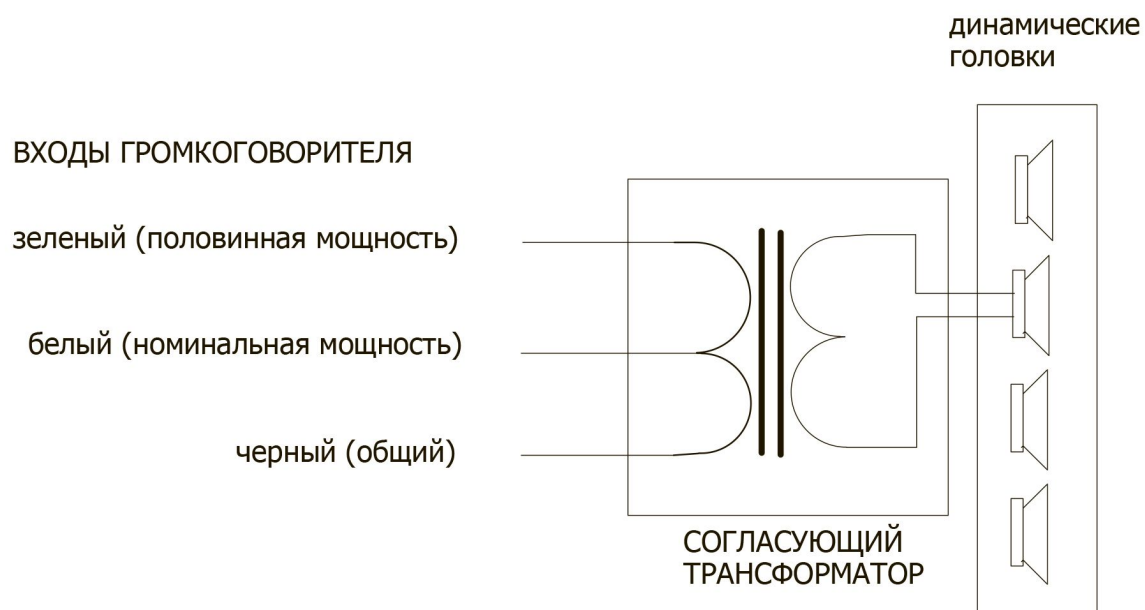 динамические
головки
ВХОДЫ ГРОМКОГОВОРИТЕЛЯ
зеленый (половинная мощность)
белый (номинальная мощность)
черный (общий)
СОГЛАСУЮЩИЙ
ТРАНСФОРМАТОР